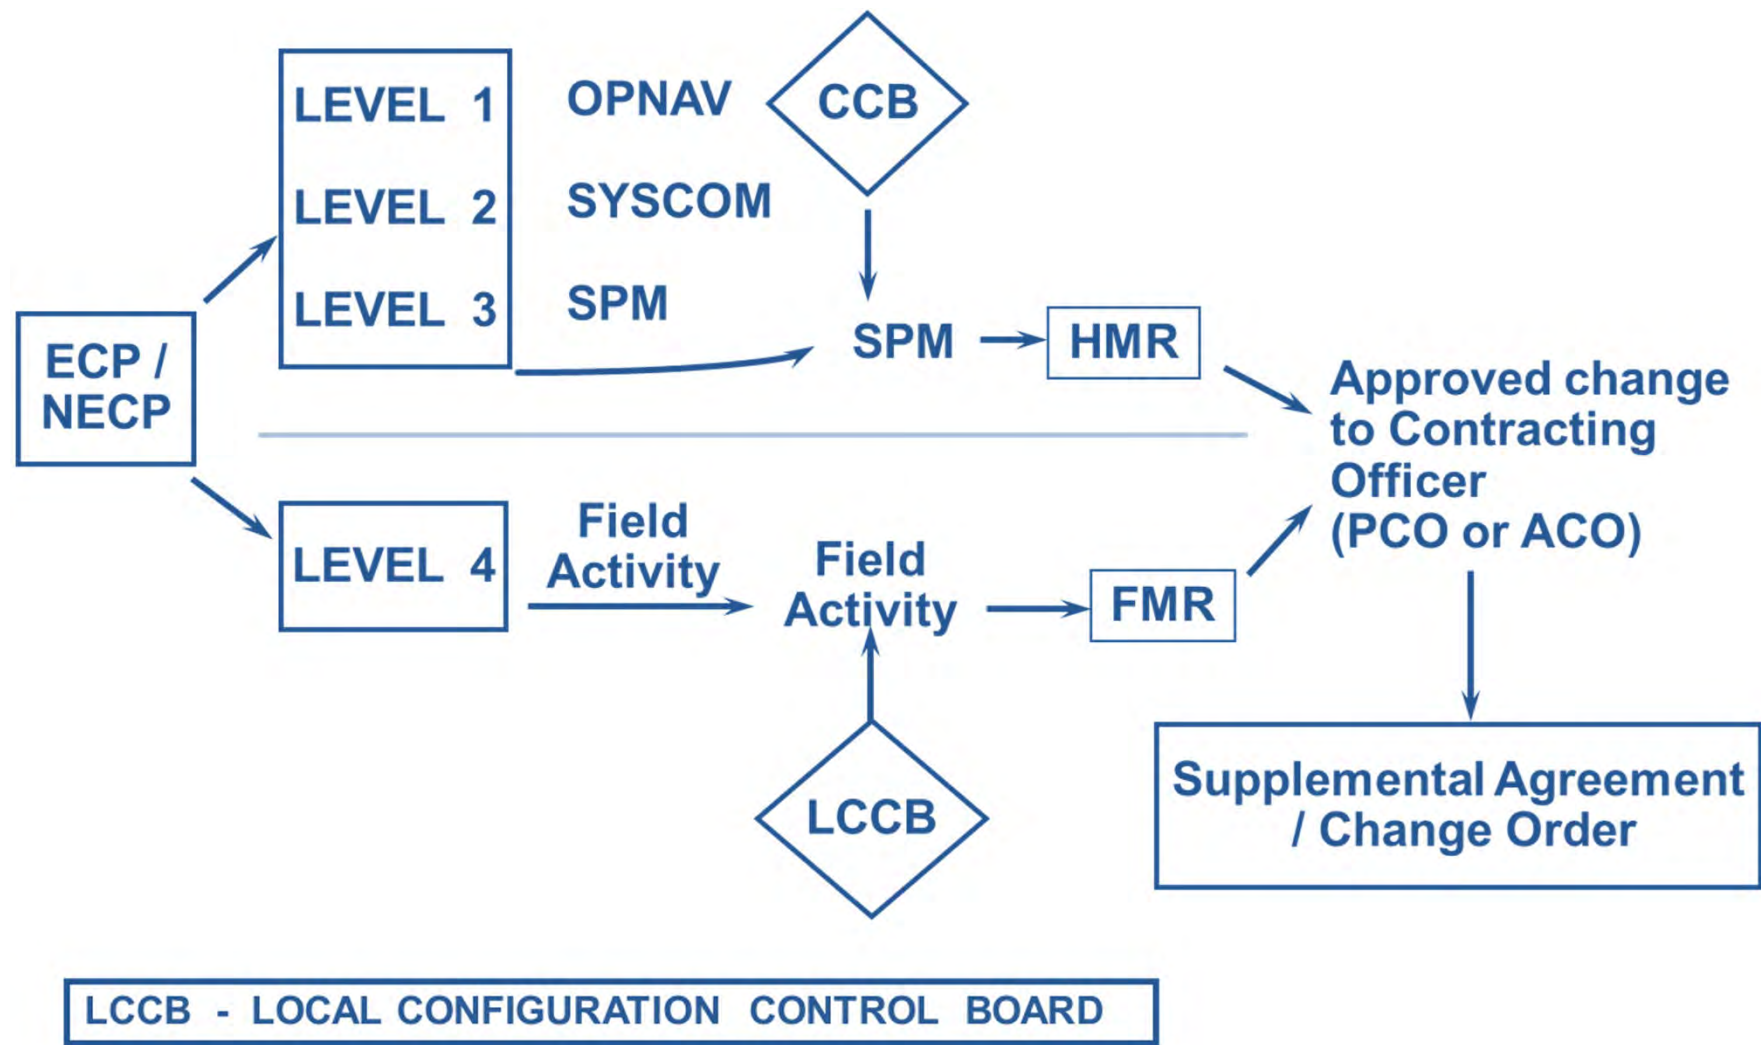 LEVEL 1
OPNAV
CCB
LEVEL 2
SYSCOM
LEVEL 3
SPM
ECP /
NECP
SPM
HMR
Approved change
to Contracting
Officer
(PCO or ACO)
LEVEL 4
Field
Activity
Field
Activity
FMR
LCCB
Supplemental Agreement
/ Change Order
LCCB - LOCAL CONFIGURATION CONTROL BOARD